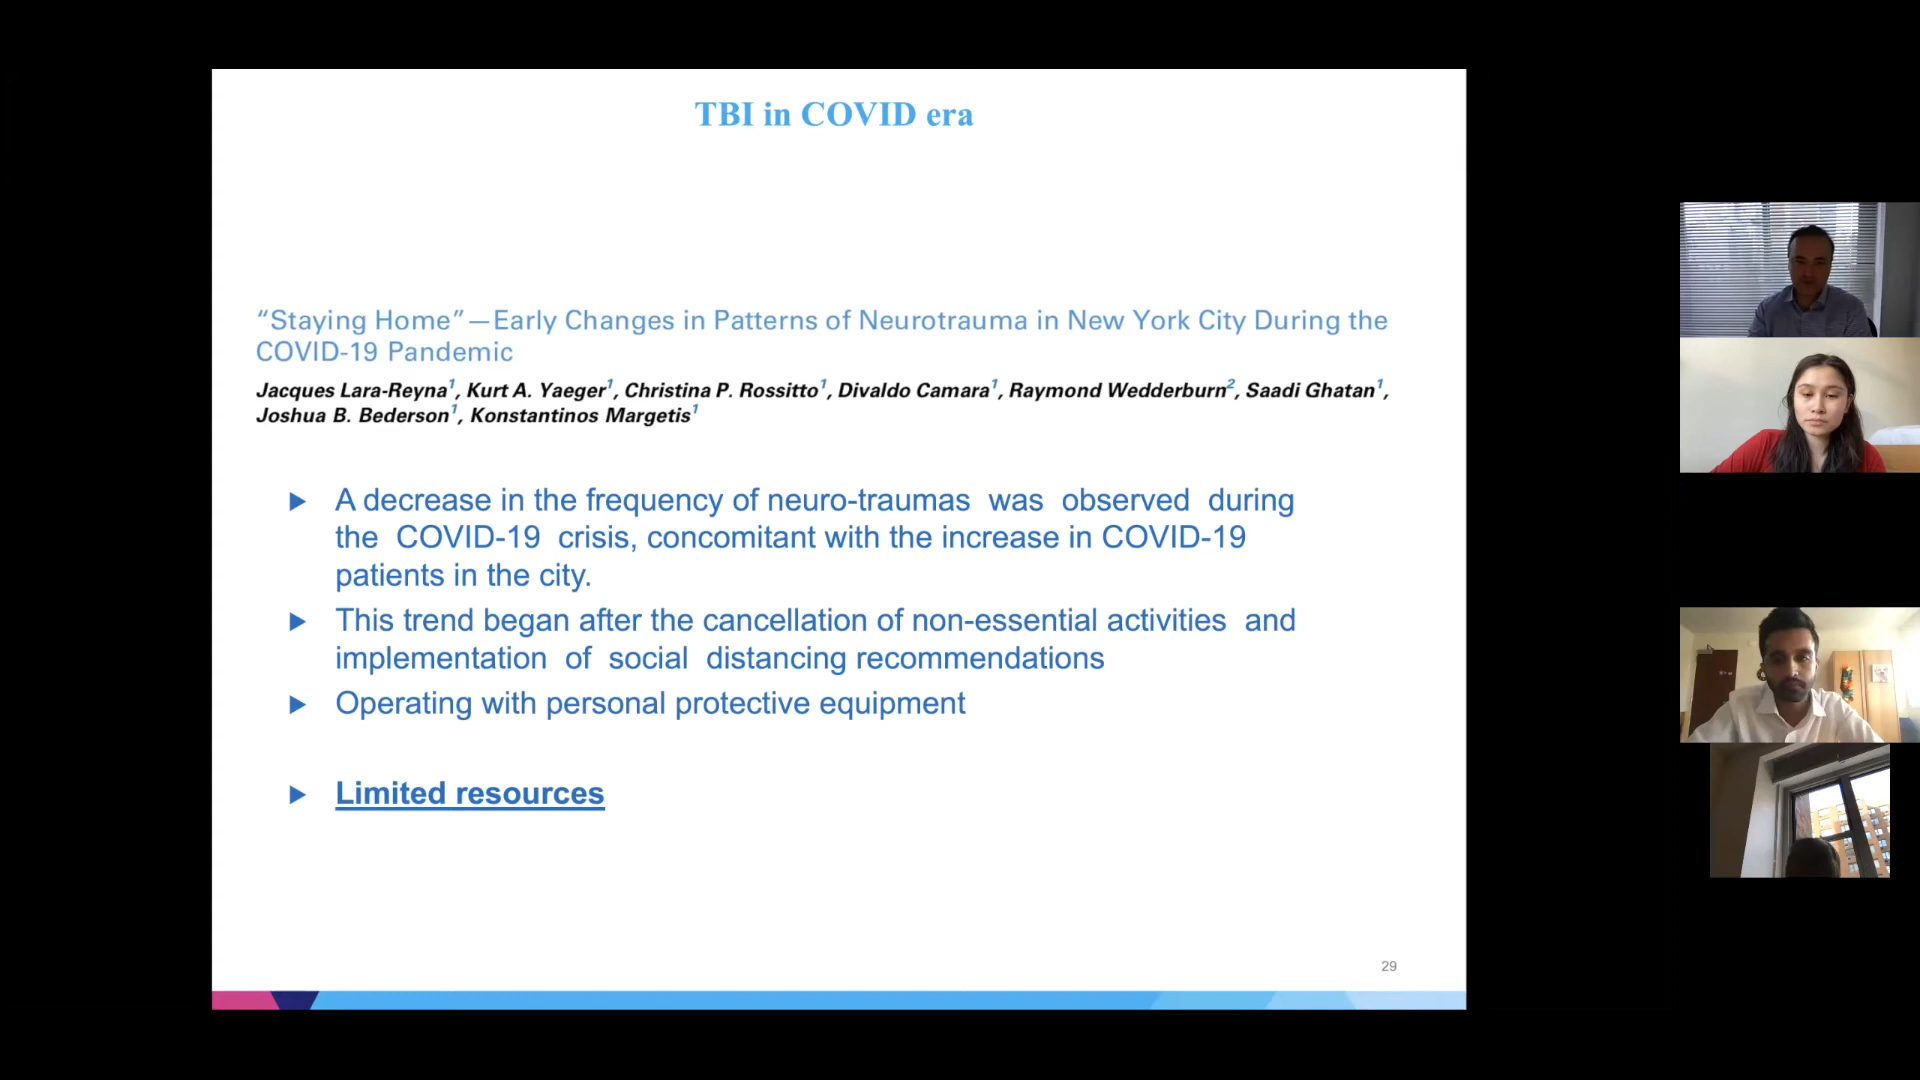 TBI in COVID era
“Staying Home”—Early Changes in Patterns of Neurotrauma in New York City During the
COVID-19 Pandemic
Jacques Lara-Reyna1, Kurt A. Yaeger1, Christina P. Rossitto1, Divaldo Camara1, Raymond Wedderburn2, Saadi Ghatan1,
Joshua B. Bederson1, Konstantinos Margetis1
A decrease in the frequency of neuro-traumas was observed during
the COVID-19 crisis, concomitant with the increase in COVID-19
patients in the city.
This trend began after the cancellation of non-essential activities and
implementation of social distancing recommendations
Operating with personal protective equipment
Limited resources
29